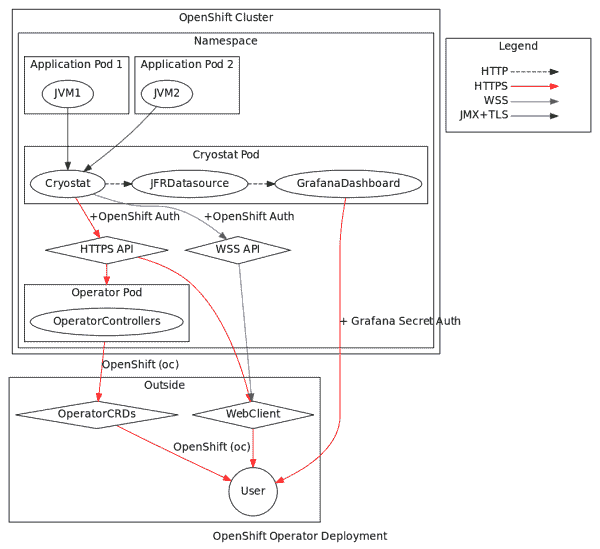 OpenShift Cluster
Namespace
Legend
Application Pod 1
Application Pod 2
HTTP
HTTPS
WSS
JMX+TLS
JVM1
JVM2
Cryostat Pod
Cryostat
JFRDatasource
GrafanaDashboard
+OpenShift Auth
+OpenShift Auth
HTTPS API
WSS API
Operator Pod
OperatorControllers
+ Grafana Secret Auth
OpenShift (oc)
Outside
OperatorCRDs
WebClient
OpenShift (oc)
User
OpenShift Operator Deployment